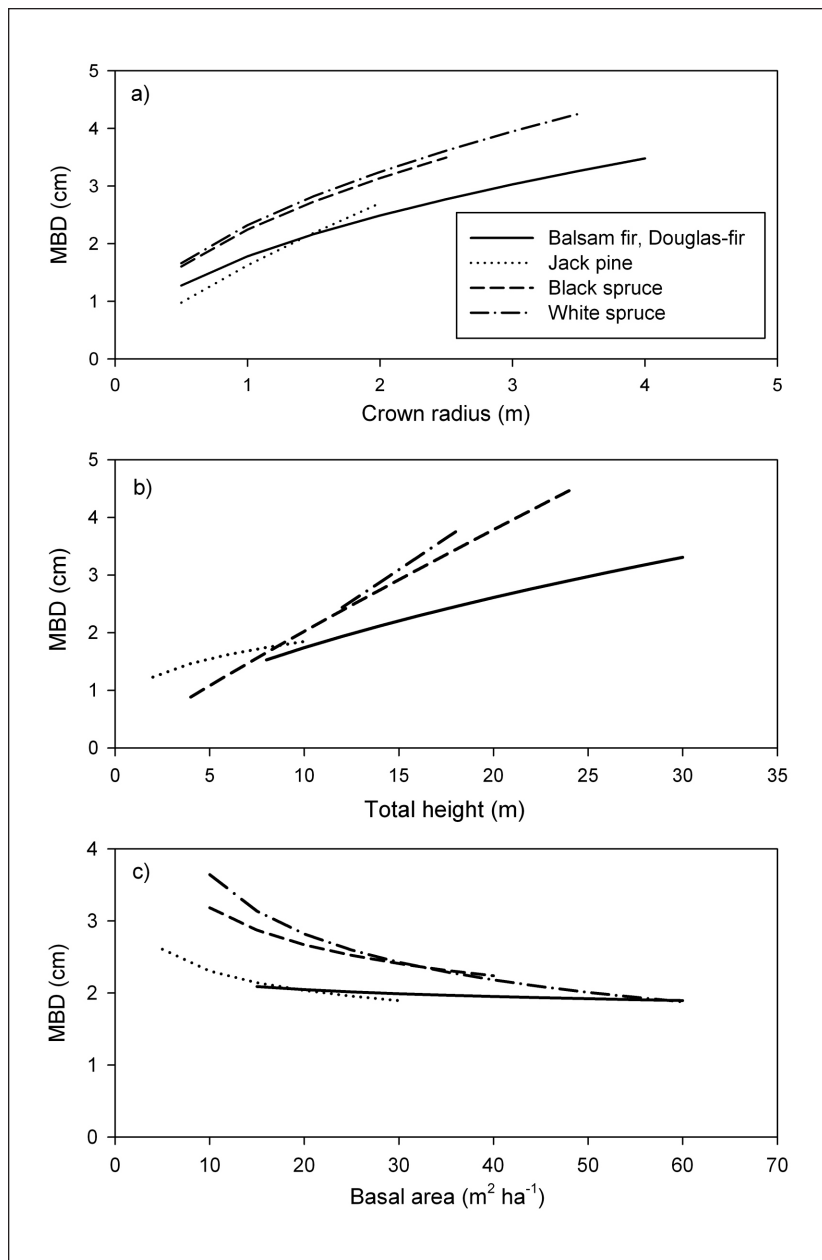 a)
5
4
3
2
1
0
MBD (cm)
0 1 2 3 4 5
Crown radius (m)
Balsam fir, Douglas-fir
Jack pine
Black spruce
White spruce
b)
5
4
3
2
1
0
MBD (cm)
0 5 10 15 20 25 30 35
Total height (m)
c)
4
3
2
1
0
MBD (cm)
0 10 20 30 40 50 60 70
Basal area (m² ha⁻¹)